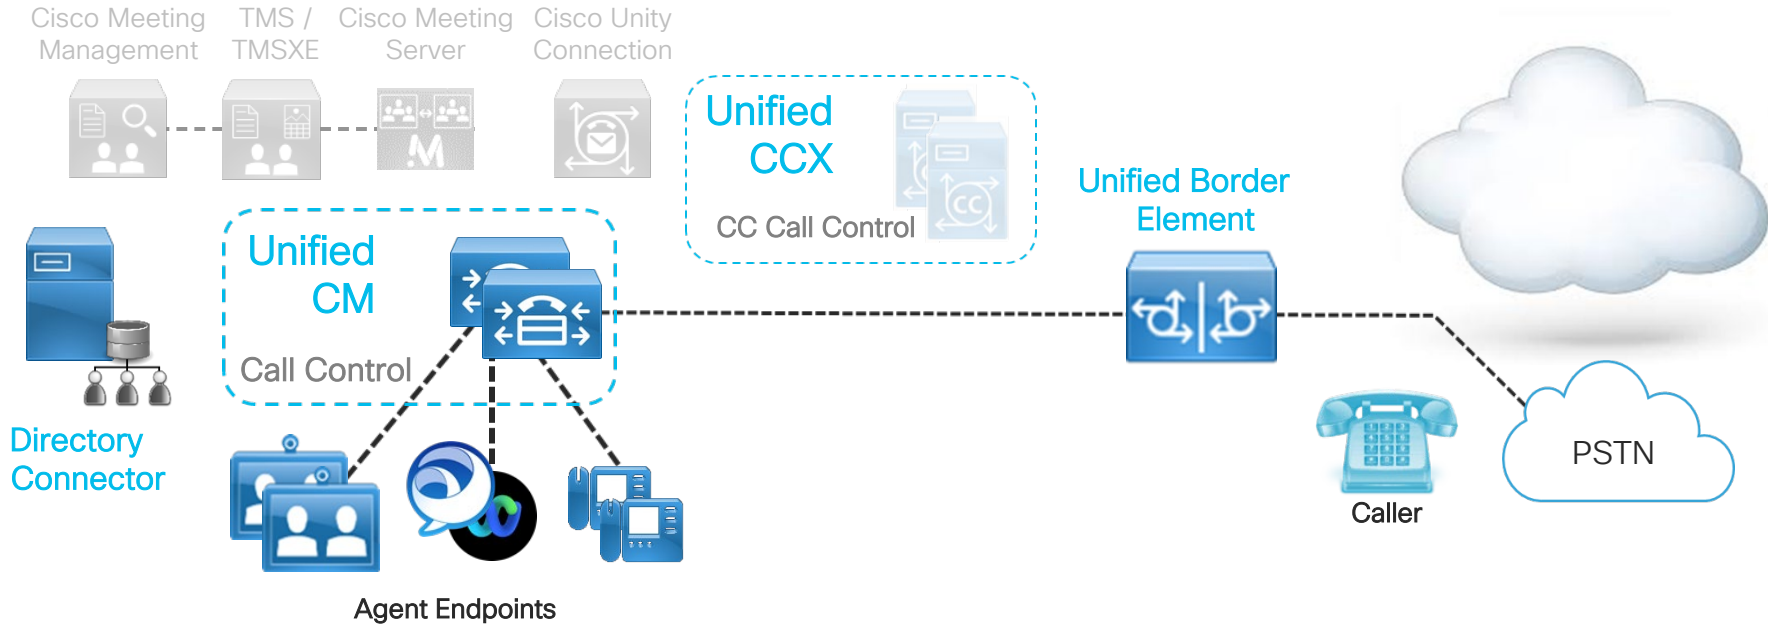 Cisco Meeting
Management
TMS /
TMSXE
Cisco Meeting
Server
Cisco Unity
Connection
Unified
CCX
CC
CC Call Control
Unified Border
Element
Unified
CM
Call Control
Directory
Connector
PSTN
Caller
Agent Endpoints